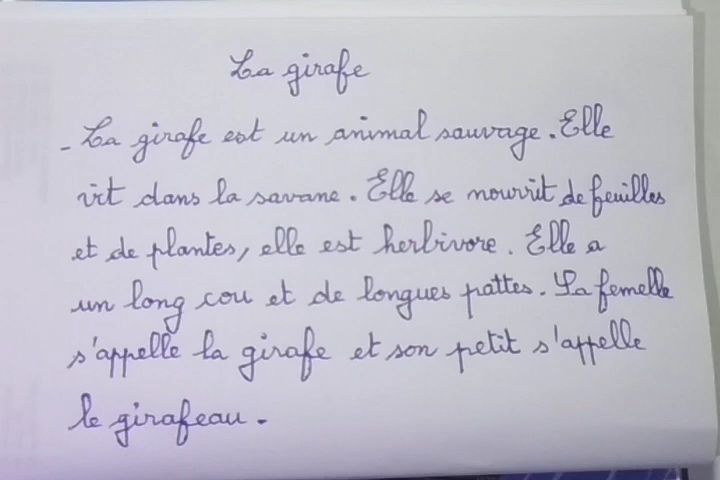 La girafe
- La girafe est un animal sauvage. Elle
vit dans la savane. Elle se nourrit de feuilles
et de plantes, elle est herbivore. Elle a
un long cou et de longues pattes. La femelle
s'appelle la girafe et son petit s'appelle
le girafeau.